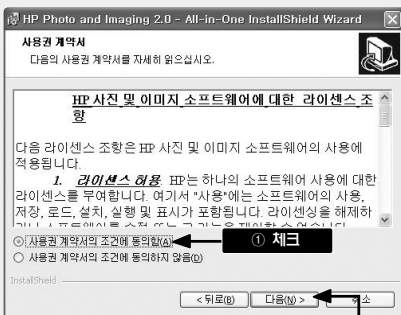 HP Photo and Imaging 2.0 - All-in-One InstallShield Wizard
사용권 계약서
다음의 사용권 계약서를 자세히 읽으십시오.
HP 사진 및 이미지 소프트웨어에 대한 라이센스 조
항
다음 라이센스 조항은 HP 사진 및 이미지 소프트웨어의 사용에
적용됩니다.
1. 라이센스 허용. HP는 하나의 소프트웨어 사용에 대한
라이센스를 부여합니다. 여기서 "사용"에는 소프트웨어의 사용,
저장, 로드, 설치, 실행 및 표시가 포함됩니다. 라이센싱을 해제하
사용권 계약서의 조건에 동의함(A)
① 체크
사용권 계약서의 조건에 동의하지 않음(D)
InstallShield
< 뒤로(B)
다음(N) >